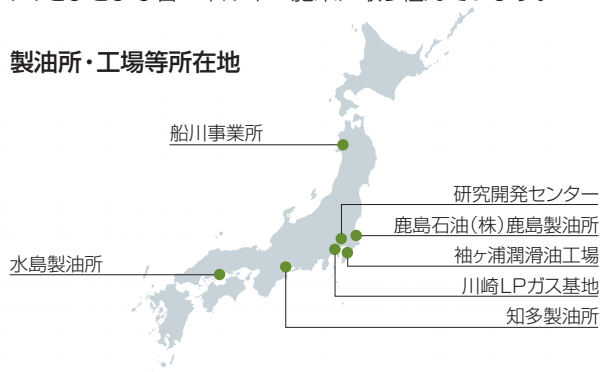 製油所・工場等所在地
船川事業所
研究開発センター
鹿島石油(株)鹿島製油所
袖ヶ浦潤滑油工場
水島製油所
川崎LPガス基地
知多製油所